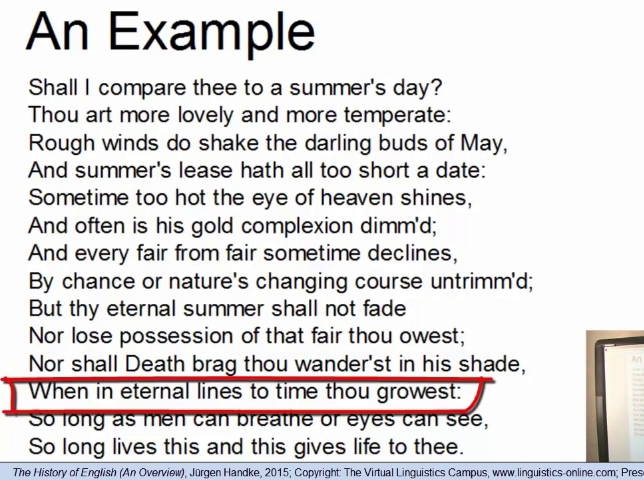 An Example
Shall I compare thee to a summer's day?
Thou art more lovely and more temperate:
Rough winds do shake the darling buds of May,
And summer's lease hath all too short a date:
Sometime too hot the eye of heaven shines,
And often is his gold complexion dimm'd;
And every fair from fair sometime declines,
By chance or nature's changing course untrimm'd;
But thy eternal summer shall not fade
Nor lose possession of that fair thou owest;
Nor shall Death brag thou wander'st in his shade,
When in eternal lines to time thou growest:
So long as men can breathe or eyes can see,
So long lives this and this gives life to thee.
The History of English (An Overview), Jürgen Handke, 2015; Copyright: The Virtual Linguistics Campus, www.linguistics-online.com; Prese